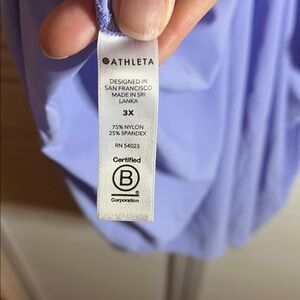 ATHLETA
DESIGNED IN
SAN FRANCISCO
MADE IN SRI
LANKA
3X
75% NYLON
25% SPANDEX
RN 54023
Certified
B
Corporation